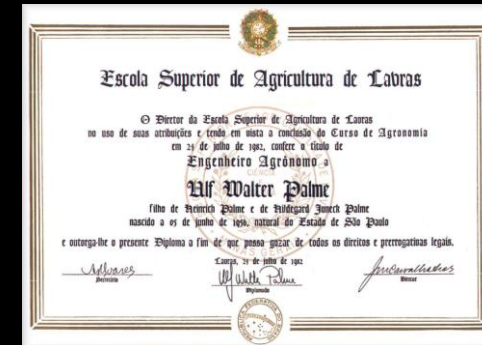 Escola Superior de Agricultura de Lavras
O Diretor da Escola Superior de Agricultura de Lavras
no uso de suas atribuições e tendo em vista a conclusão do Curso de Agronomia
em 24 de julho de 1982, confere o título de
Engenheiro Agrônomo a
Ulf Walter Palme
filho de Heinrich Palme e de Hildegard Juneck Palme
nascido a 05 de junho de 1958, natural do Estado de São Paulo
e outorga-lhe o presente Diploma a fim de que possa gozar de todos os direitos e prerrogativas legais.
Lavras, 24 de julho de 1982
Ulf Walter Palme
Secretário
Diplomado
Diretor